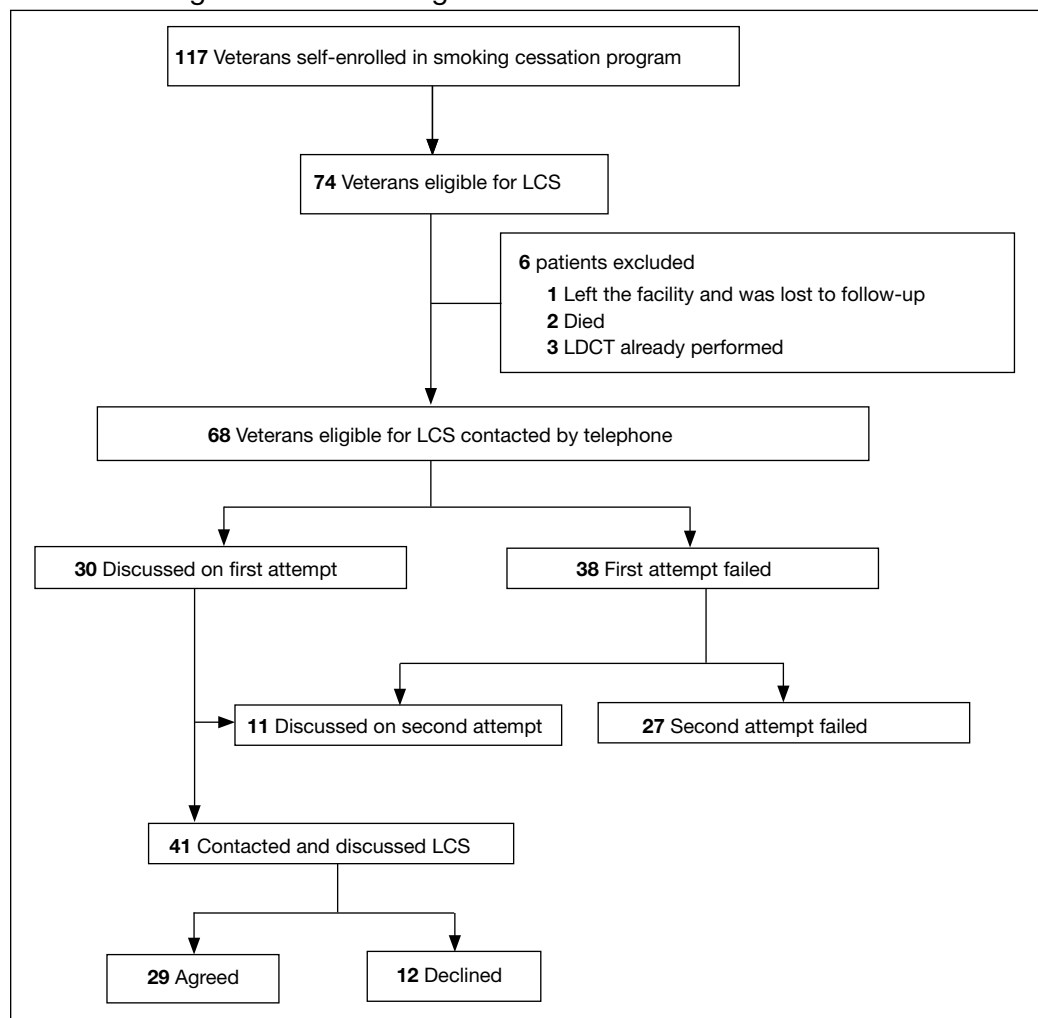 117 Veterans self-enrolled in smoking cessation program
74 Veterans eligible for LCS
6 patients excluded
1 Left the facility and was lost to follow-up
2 Died
3 LDCT already performed
68 Veterans eligible for LCS contacted by telephone
30 Discussed on first attempt
38 First attempt failed
11 Discussed on second attempt
27 Second attempt failed
41 Contacted and discussed LCS
29 Agreed
12 Declined